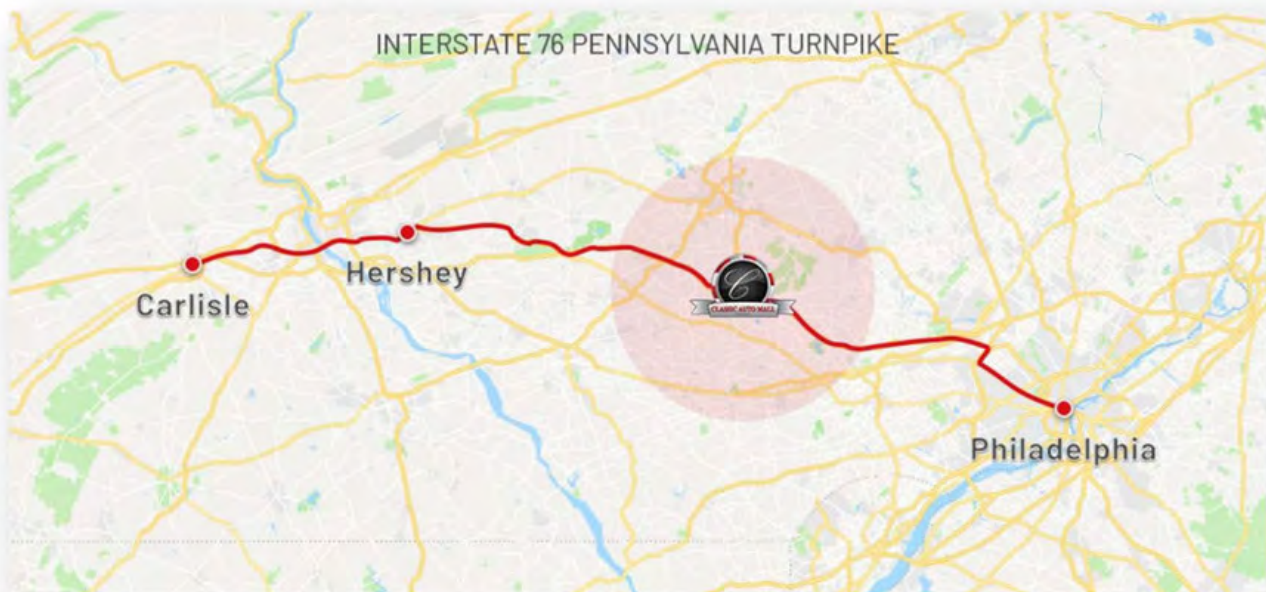 INTERSTATE 76 PENNSYLVANIA TURNPIKE
Hershey
Carlisle
C
CLASSIC AUTO MALL
Philadelphia